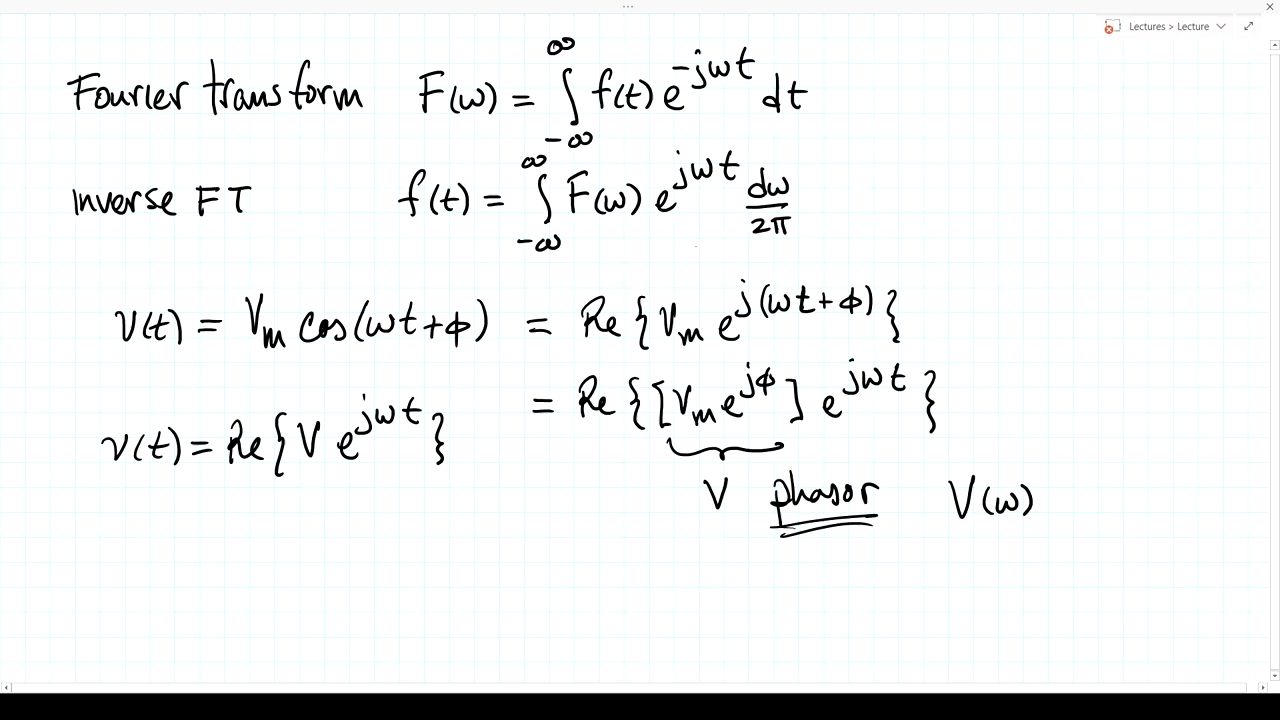 Lectures > Lecture
Fourier transform F(ω) = ∫_{-∞}^{∞} f(t) e^{-jωt} dt
Inverse FT f(t) = ∫_{-∞}^{∞} F(ω) e^{jωt} dω/2π
v(t) = V_m cos(ωt+ϕ) = Re{V_m e^{j(ωt+ϕ)}}
= Re{[V_m e^{jϕ}] e^{jωt}}
v(t) = Re{V e^{jωt}}
V phasor V(ω)